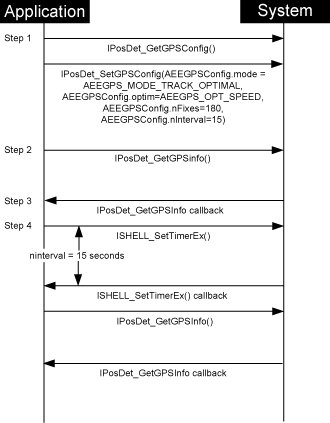 Application
System
Step 1
IPosDet_GetGPSConfig()
IPosDet_SetGPSConfig(AEEGPSConfig.mode =
AEEGPS_MODE_TRACK_OPTIMAL,
AEEGPSConfig.optim=AEEGPS_OPT_SPEED,
AEEGPSConfig.nFixes=180,
AEEGPSConfig.nInterval=15)
Step 2
IPosDet_GetGPSinfo()
Step 3
IPosDet_GetGPSInfo callback
Step 4
ISHELL_SetTimerEx()
ninterval = 15 seconds
ISHELL_SetTimerEx() callback
IPosDet_GetGPSInfo()
IPosDet_GetGPSInfo callback